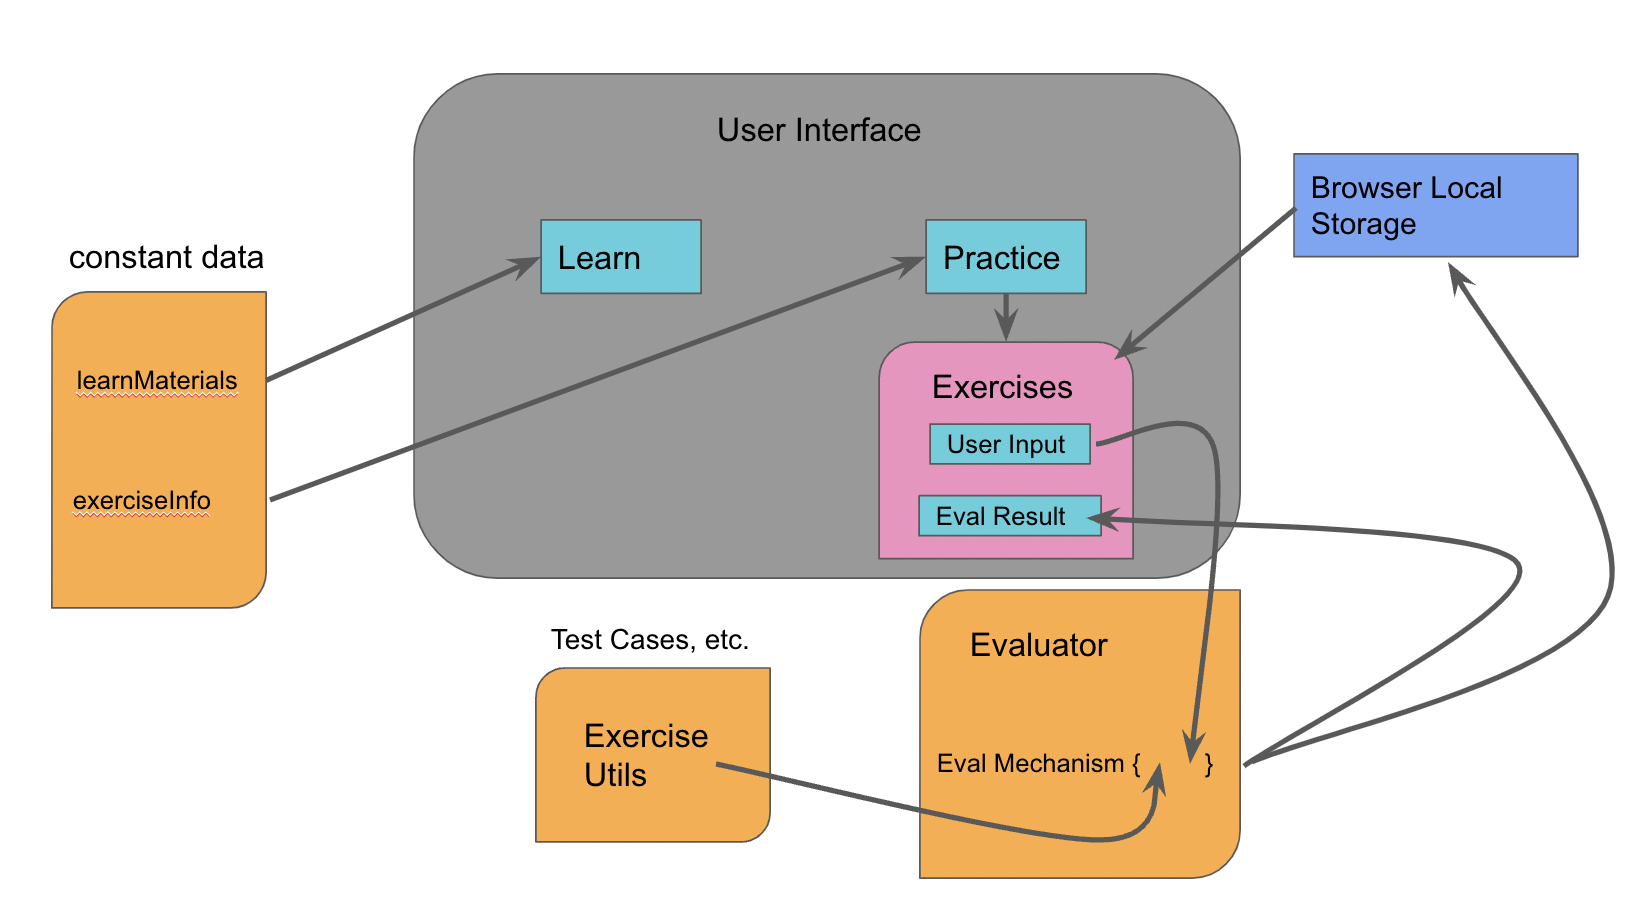 User Interface
Browser Local
Storage
Learn
Practice
constant data
learnMaterials
Exercises
User Input
exerciseInfo
Eval Result
Test Cases, etc.
Evaluator
Exercise
Utils
Eval Mechanism {       }